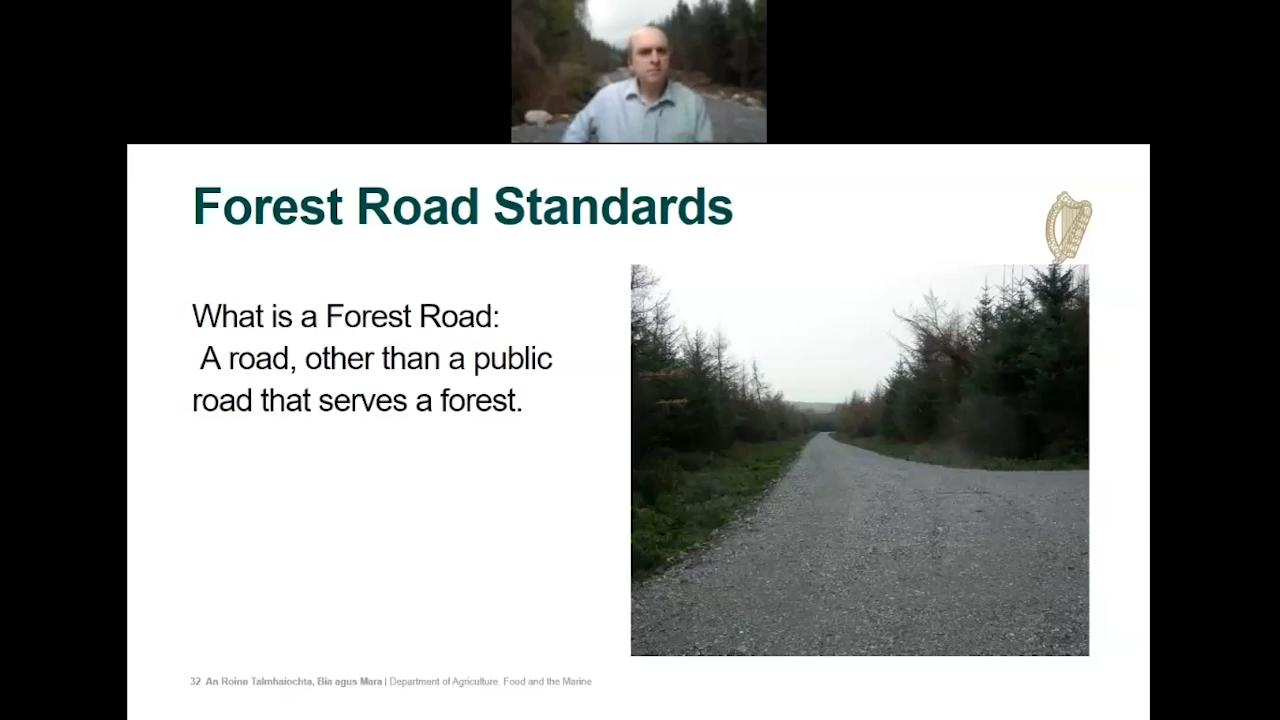 Forest Road Standards
What is a Forest Road:
A road, other than a public
road that serves a forest.
32 An Roinn Talmhaíochta, Bia agus Mara | Department of Agriculture, Food and the Marine